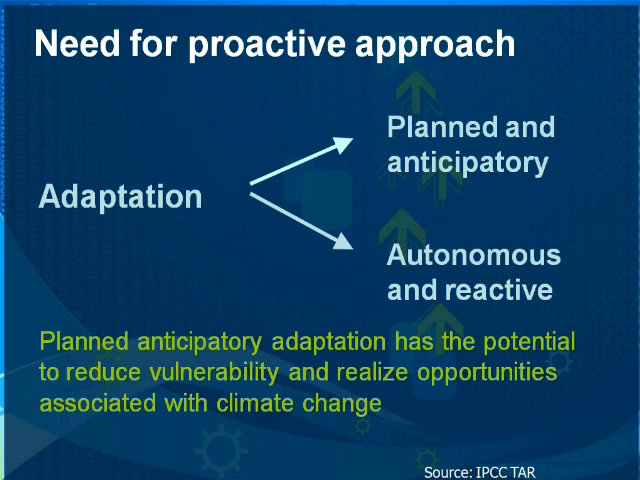 Need for proactive approach
Planned and
anticipatory
Adaptation
Autonomous
and reactive
Planned anticipatory adaptation has the potential
to reduce vulnerability and realize opportunities
associated with climate change
Source: IPCC TAR